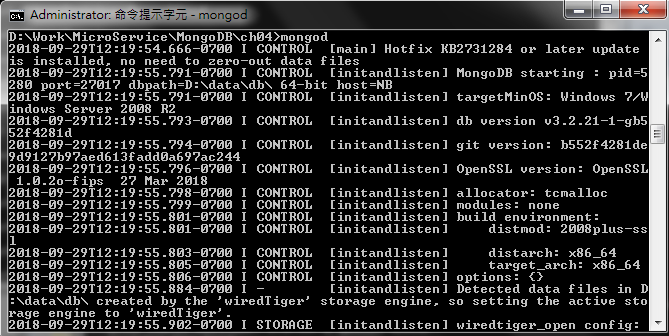 Administrator: 命令提示字元 - mongod
D:\Work\MicroService\MongoDB\ch04>mongod
2018-09-29T12:19:54.666-0700 I CONTROL  [main] Hotfix KB2731284 or later update
is installed, no need to zero-out data files
2018-09-29T12:19:55.791-0700 I CONTROL  [initandlisten] MongoDB starting : pid=5
280 port=27017 dbpath=D:\data\db\ 64-bit host=NB
2018-09-29T12:19:55.791-0700 I CONTROL  [initandlisten] targetMinOS: Windows 7/W
indows Server 2008 R2
2018-09-29T12:19:55.793-0700 I CONTROL  [initandlisten] db version v3.2.21-1-gb5
52f4281d
2018-09-29T12:19:55.794-0700 I CONTROL  [initandlisten] git version: b552f4281de
9d9127b97aed613fadd0a697ac244
2018-09-29T12:19:55.796-0700 I CONTROL  [initandlisten] OpenSSL version: OpenSSL
 1.0.2o-fips  27 Mar 2018
2018-09-29T12:19:55.798-0700 I CONTROL  [initandlisten] allocator: tcmalloc
2018-09-29T12:19:55.799-0700 I CONTROL  [initandlisten] modules: none
2018-09-29T12:19:55.801-0700 I CONTROL  [initandlisten] build environment:
2018-09-29T12:19:55.801-0700 I CONTROL  [initandlisten]     distmod: 2008plus-ss
l
2018-09-29T12:19:55.803-0700 I CONTROL  [initandlisten]     distarch: x86_64
2018-09-29T12:19:55.805-0700 I CONTROL  [initandlisten]     target_arch: x86_64
2018-09-29T12:19:55.806-0700 I CONTROL  [initandlisten] options: {}
2018-09-29T12:19:55.884-0700 I -        [initandlisten] Detected data files in D
:\data\db\ created by the 'wiredTiger' storage engine, so setting the active sto
rage engine to 'wiredTiger'.
2018-09-29T12:19:55.902-0700 I STORAGE  [initandlisten] wiredtiger_open config: